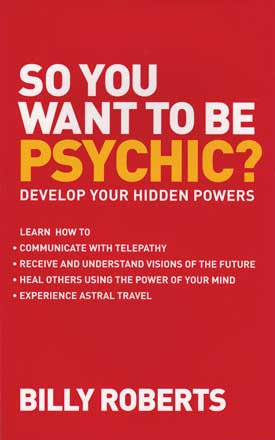 SO YOU
WANT TO BE
PSYCHIC?
DEVELOP YOUR HIDDEN POWERS
LEARN HOW TO
• COMMUNICATE WITH TELEPATHY
• RECEIVE AND UNDERSTAND VISIONS OF THE FUTURE
• HEAL OTHERS USING THE POWER OF YOUR MIND
• EXPERIENCE ASTRAL TRAVEL
BILLY ROBERTS